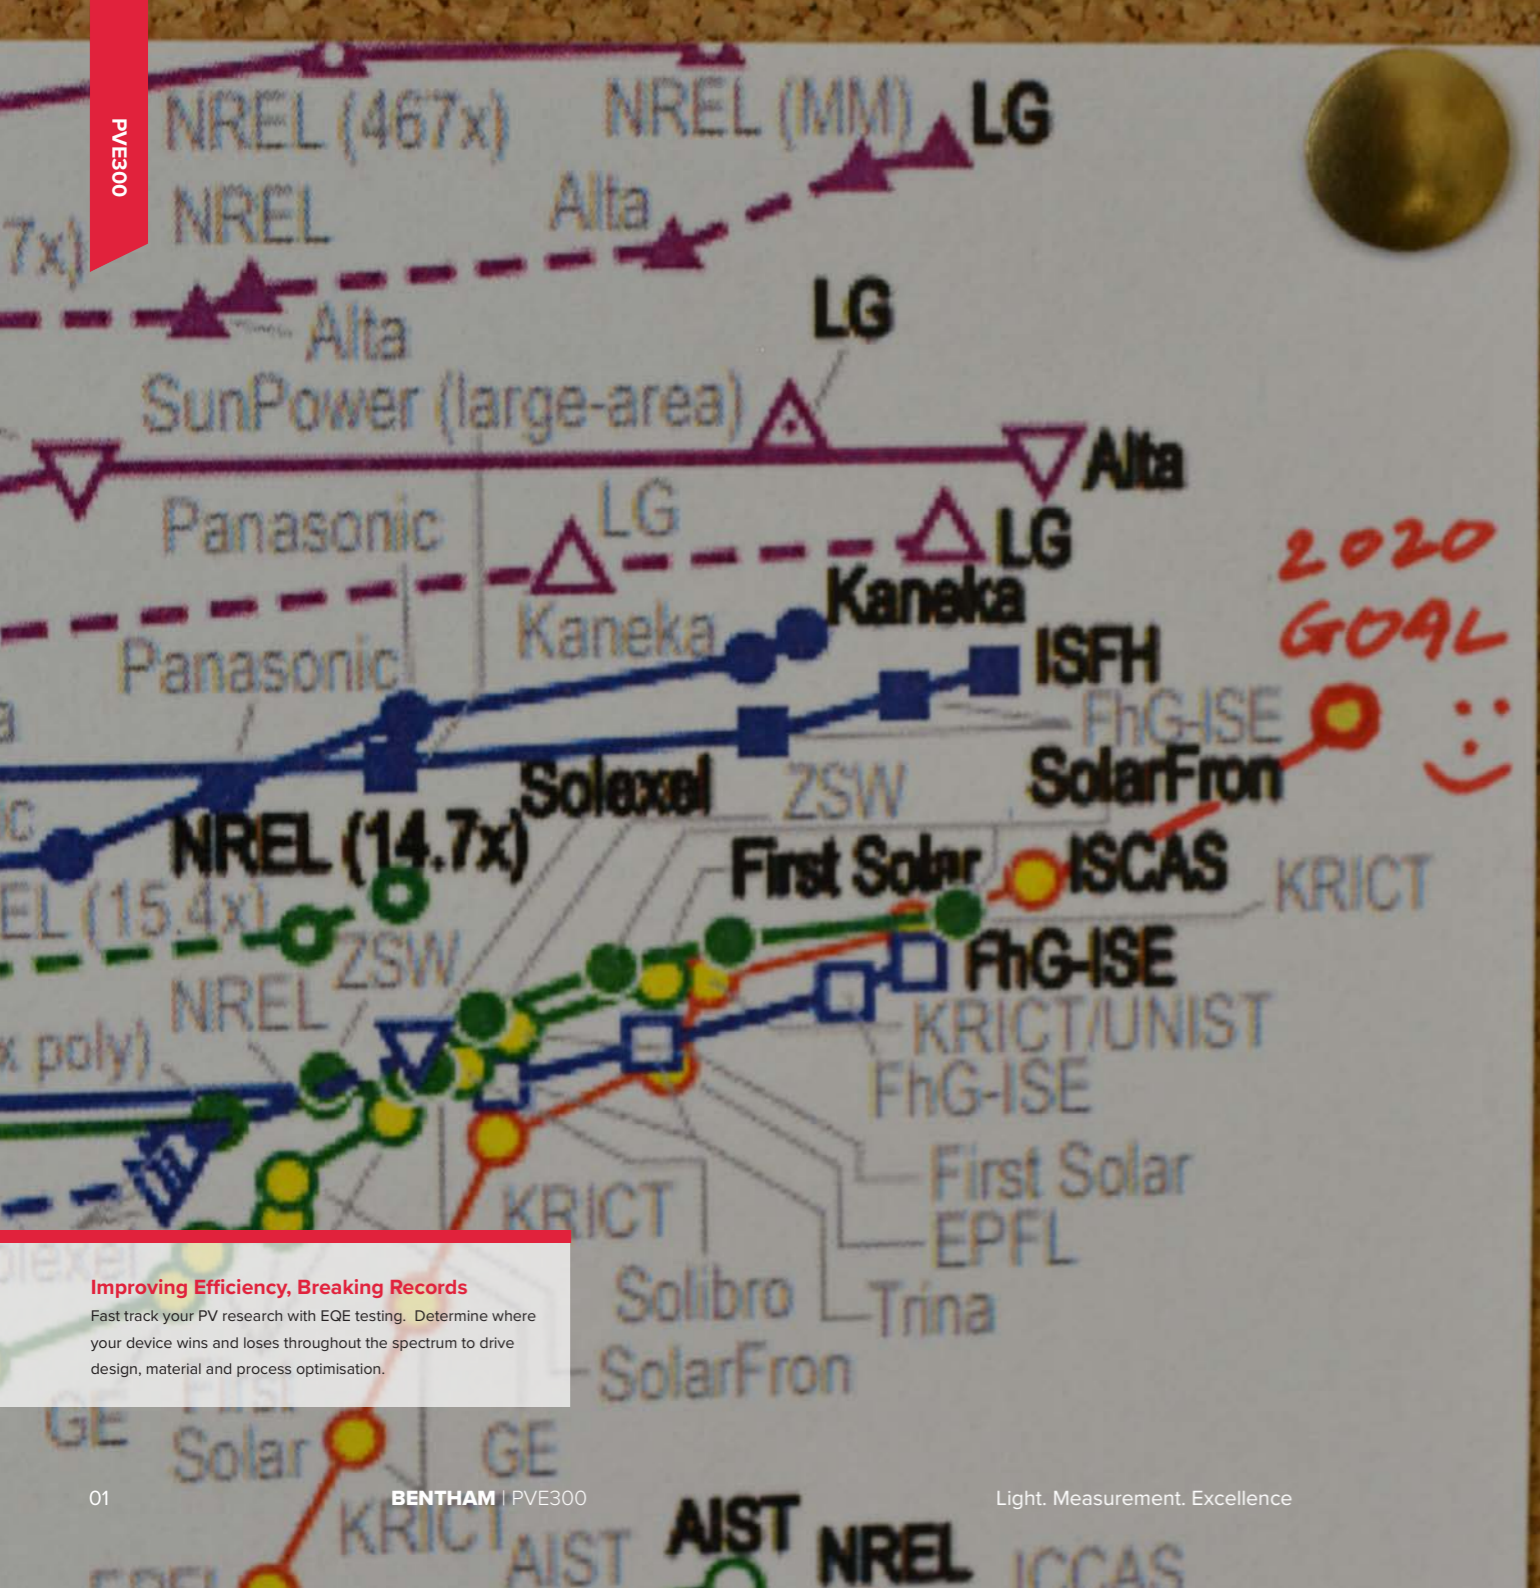 PVE300
NREL (467x)
NREL (MM)
LG
NREL
Alta
7x)
Alta
LG
SunPower (large-area)
Alta
Panasonic
LG
LG
2020
GOAL
Kaneka
Kaneka
Panasonic
ISFH
FhG-ISE
SolarFron
Solexel
ZSW
NREL (14.7x)
First Solar
ISCAS
KRICT
EL (15.4x)
ZSW
FhG-ISE
NREL
KRICT/UNIST
x poly)
FhG-ISE
First Solar
KRICT
EPFL
olexel
Solibro
Trina
Improving Efficiency, Breaking Records
Fast track your PV research with EQE testing. Determine where
your device wins and loses throughout the spectrum to drive
design, material and process optimisation.
SolarFron
GE
First
Solar
GE
01
BENTHAM | PVE300
Light. Measurement. Excellence
KRICT
AIST
AIST
NREL
ICCAS
EPEL